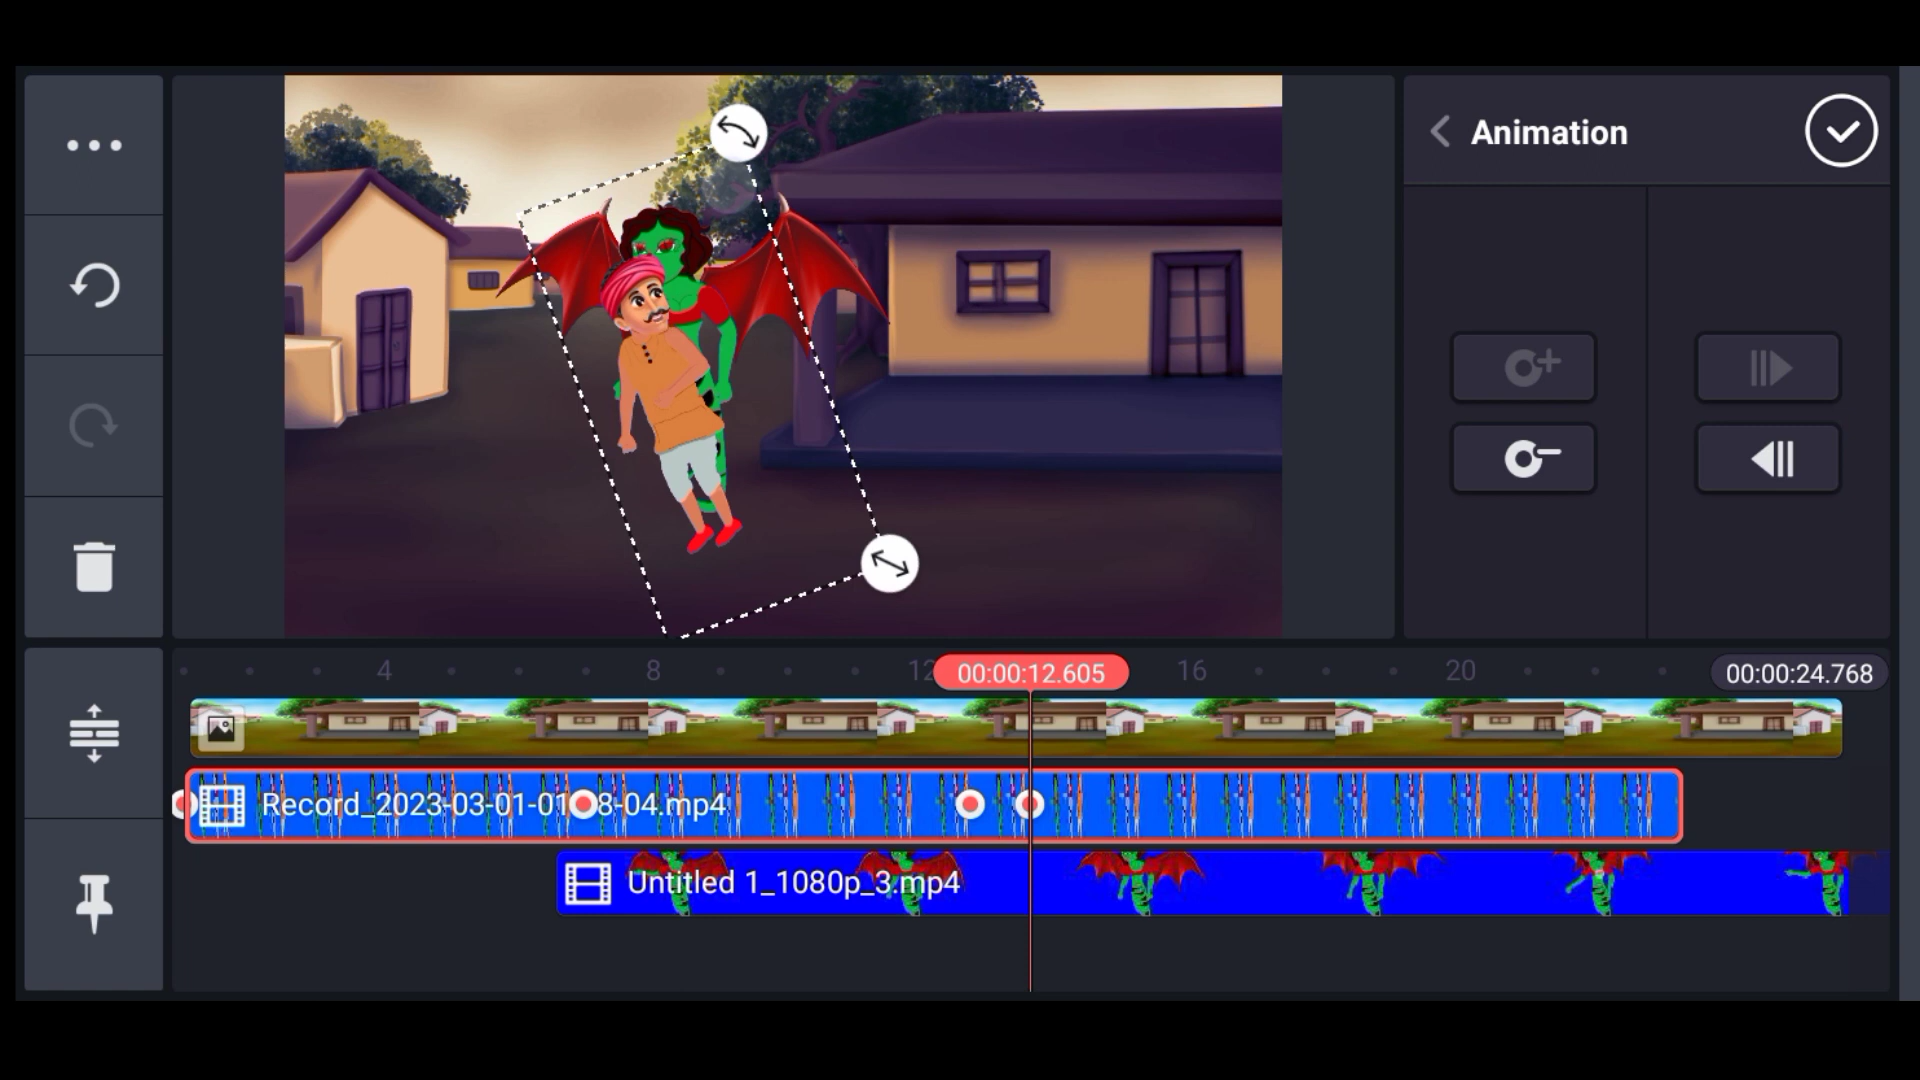 Animation
4
8
12
00:00:12.605
16
20
00:00:24.768
Record_2023-03-01-01 8-04.mp4
Untitled 1_1080p_3.mp4